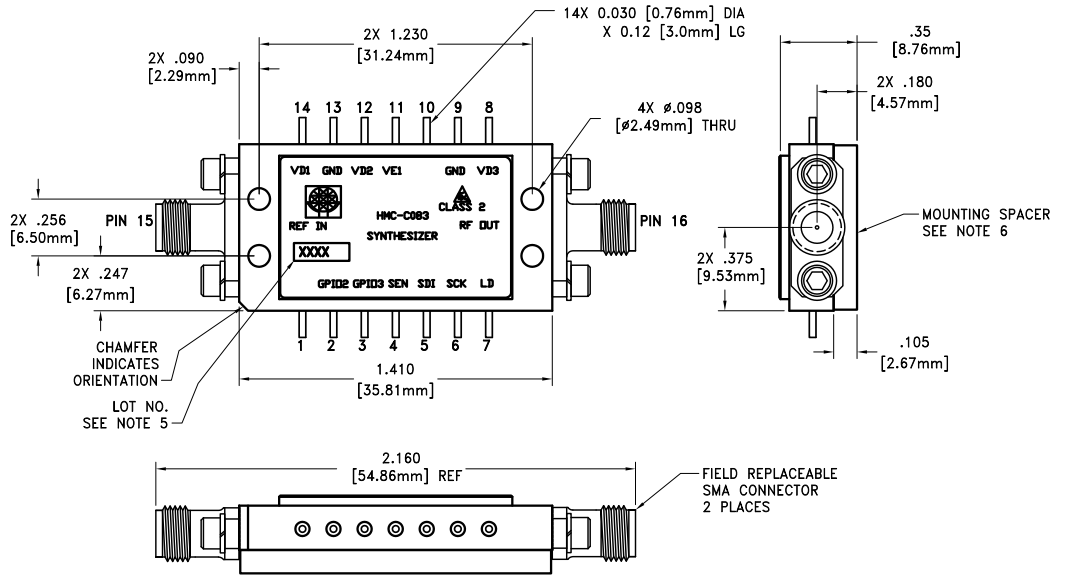 14X 0.030 [0.76mm] DIA
X 0.12 [3.0mm] LG
2X 1.230
[31.24mm]
2X .090
[2.29mm]
.35
[8.76mm]
2X .180
[4.57mm]
4X ø.098
[ø2.49mm] THRU
14 13 12 11 10 9 8
VD1 GND VD2 VE1 GND VD3
CLASS 2
HMC-C083
REF IN
RF OUT
SYNTHESIZER
XXXX
GPIO2 GPIO3 SEN SDI SCK LD
PIN 15
PIN 16
2X .256
[6.50mm]
2X .247
[6.27mm]
MOUNTING SPACER
SEE NOTE 6
2X .375
[9.53mm]
.105
[2.67mm]
1 2 3 4 5 6 7
CHAMFER
INDICATES
ORIENTATION
1.410
[35.81mm]
LOT NO.
SEE NOTE 5
2.160
[54.86mm] REF
FIELD REPLACEABLE
SMA CONNECTOR
2 PLACES